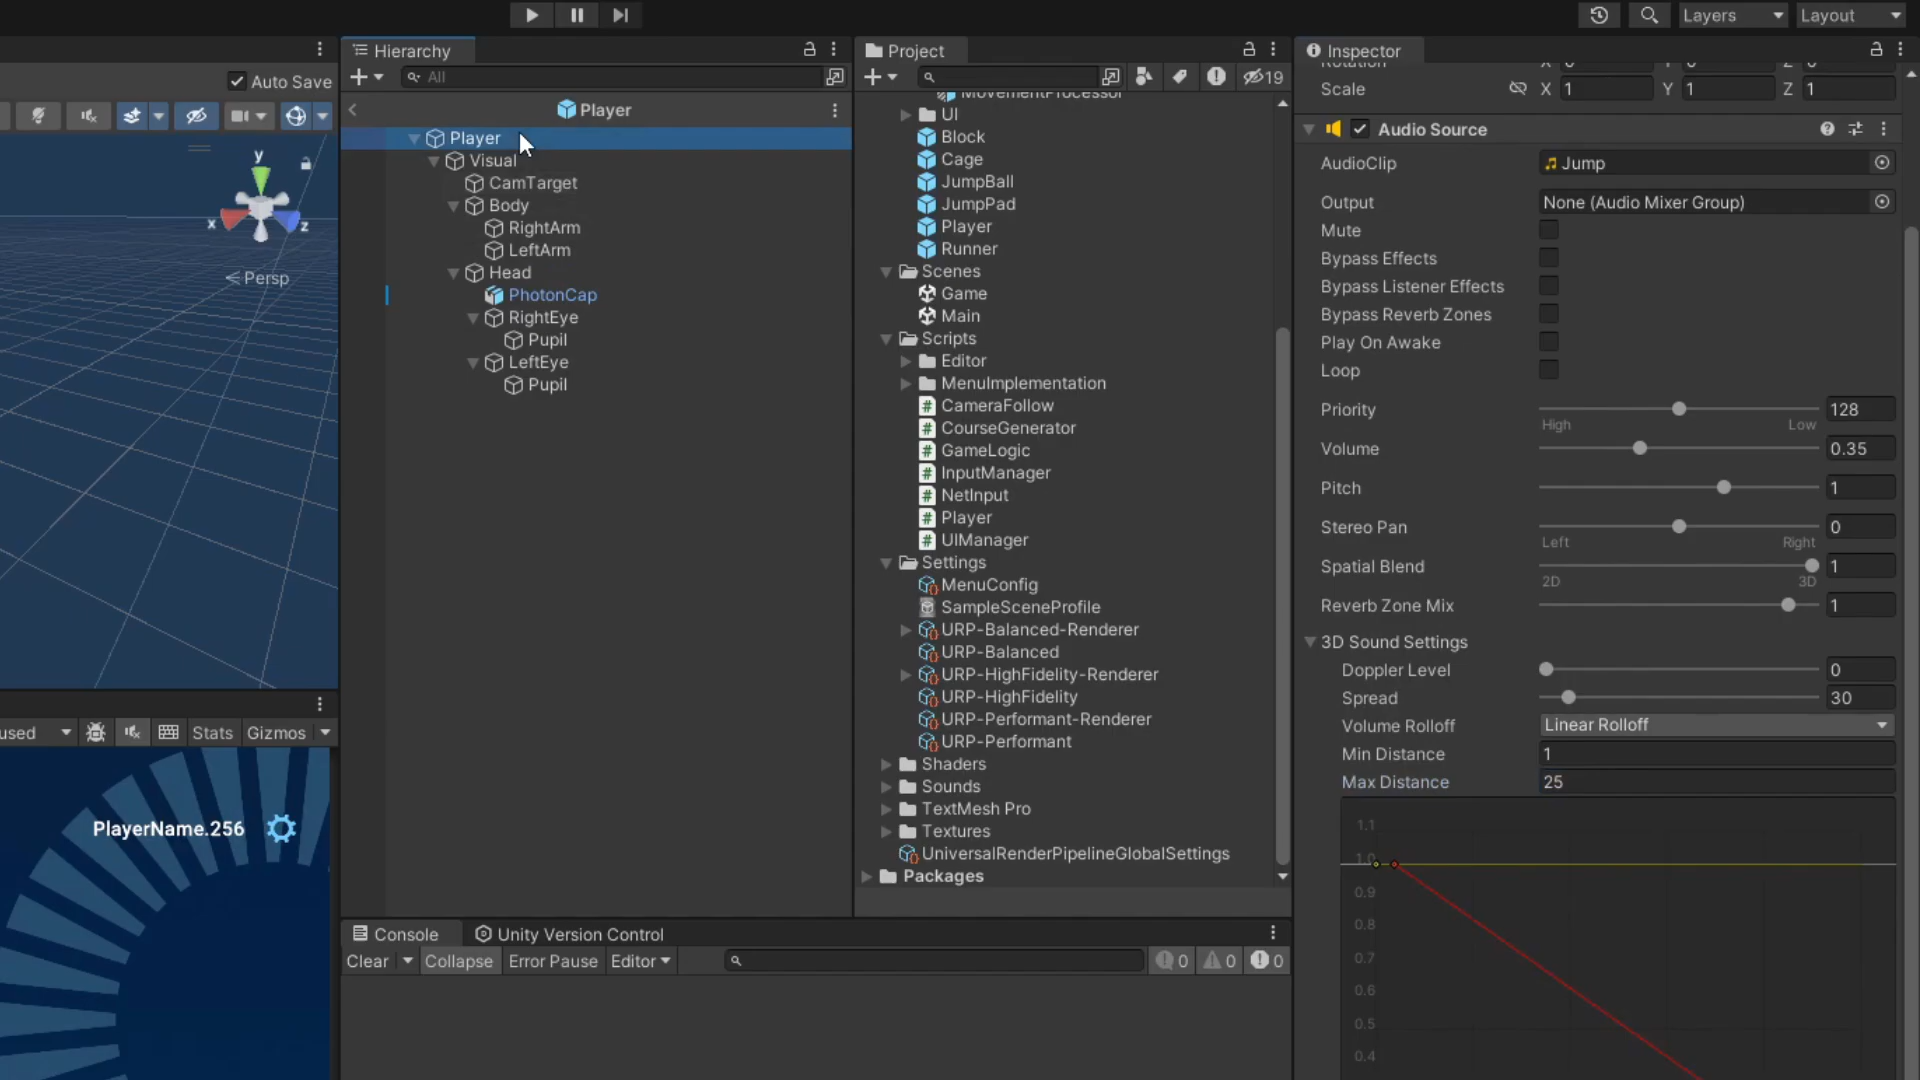 Layers
Layout
Hierarchy
Project
Inspector
Auto Save
All
19
Rotation
Scale
X 1
Y 1
Z 1
Player
MovementProcessor
UI
Audio Source
Player
Block
Visual
Cage
AudioClip
Jump
CamTarget
JumpBall
Body
JumpPad
Output
None (Audio Mixer Group)
RightArm
Player
Mute
LeftArm
Runner
Bypass Effects
Head
Scenes
Bypass Listener Effects
PhotonCap
Game
RightEye
Main
Bypass Reverb Zones
Pupil
Scripts
Play On Awake
LeftEye
Editor
Loop
Pupil
MenuImplementation
CameraFollow
Priority
128
High
Low
CourseGenerator
GameLogic
Volume
0.35
InputManager
NetInput
Pitch
1
Player
Stereo Pan
0
Left
Right
UIManager
Settings
Spatial Blend
1
2D
3D
MenuConfig
SampleSceneProfile
Reverb Zone Mix
1
URP-Balanced-Renderer
3D Sound Settings
URP-Balanced
Doppler Level
0
URP-HighFidelity-Renderer
URP-HighFidelity
Spread
30
URP-Performant-Renderer
Volume Rolloff
Linear Rolloff
URP-Performant
Min Distance
1
Shaders
Max Distance
25
Sounds
TextMesh Pro
Textures
UniversalRenderPipelineGlobalSettings
Packages
x
y
z
Persp
used
Stats
Gizmos
PlayerName.256
1.1
1.0
0.9
0.8
0.7
0.6
0.5
0.4
Console
Unity Version Control
Clear
Collapse
Error Pause
Editor
0
0
0